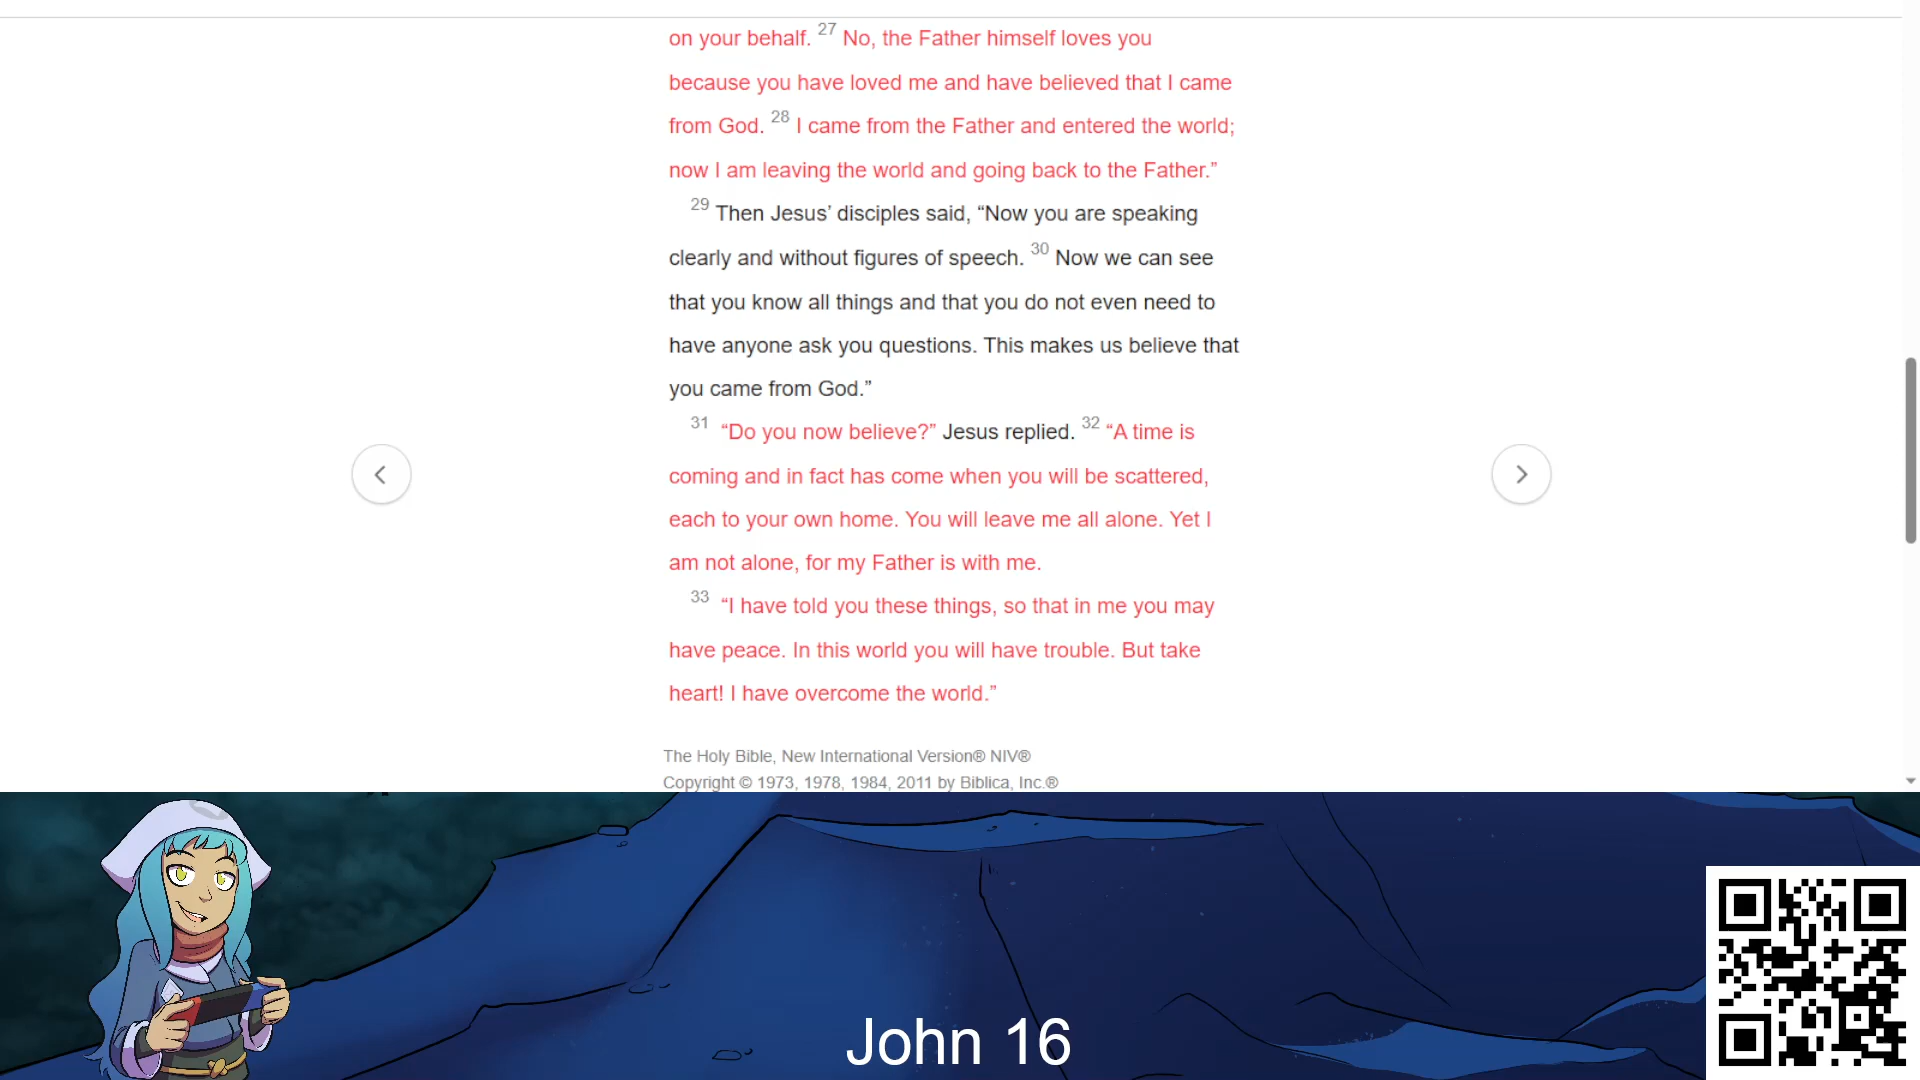 on your behalf. 27 No, the Father himself loves you
because you have loved me and have believed that I came
from God. 28 I came from the Father and entered the world;
now I am leaving the world and going back to the Father.”
29 Then Jesus’ disciples said, “Now you are speaking
clearly and without figures of speech. 30 Now we can see
that you know all things and that you do not even need to
have anyone ask you questions. This makes us believe that
you came from God.”
31 “Do you now believe?” Jesus replied. 32 “A time is
coming and in fact has come when you will be scattered,
each to your own home. You will leave me all alone. Yet I
am not alone, for my Father is with me.
33 “I have told you these things, so that in me you may
have peace. In this world you will have trouble. But take
heart! I have overcome the world.”
The Holy Bible, New International Version® NIV®
Copyright © 1973, 1978, 1984, 2011 by Biblica, Inc.®
John 16